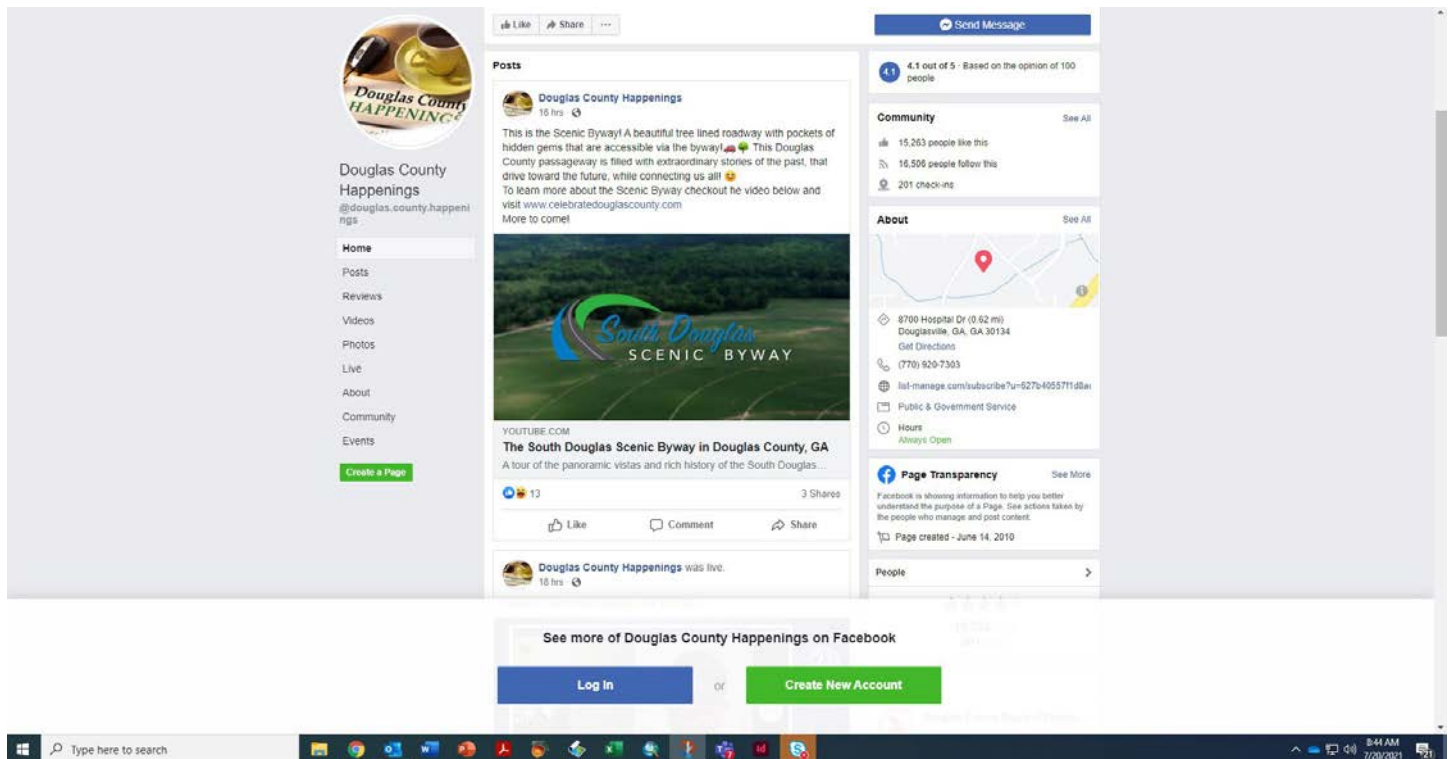 Like Share ...
Send Message
Douglas County
HAPPENINGS
Douglas County
Happenings
@douglas.county.happeni
ngs
Home
Posts
Reviews
Videos
Photos
Live
About
Community
Events
Create a Page
Posts
Douglas County Happenings
16 hrs ·
This is the Scenic Byway! A beautiful tree lined roadway with pockets of
hidden gems that are accessible via the byway!🚗🌳 This Douglas
County passageway is filled with extraordinary stories of the past, that
drive toward the future, while connecting us all! 😀
To learn more about the Scenic Byway checkout he video below and
visit www.celebratedouglascounty.com
More to come!
South Douglas
SCENIC BYWAY
YOUTUBE.COM
The South Douglas Scenic Byway in Douglas County, GA
A tour of the panoramic vistas and rich history of the South Douglas...
13
3 Shares
Like Comment Share
Douglas County Happenings was live.
18 hrs ·
4.1
4.1 out of 5 · Based on the opinion of 100
people
Community See All
15,263 people like this
16,506 people follow this
201 check-ins
About See All
8700 Hospital Dr (0.62 mi)
Douglasville, GA, GA 30134
Get Directions
(770) 920-7303
list-manage.com/subscribe?u=627b40557f1d8a
Public & Government Service
Hours
Always Open
Page Transparency See More
Facebook is showing information to help you better
understand the purpose of a Page. See actions taken by
the people who manage and post content.
Page created - June 14, 2010
People
See more of Douglas County Happenings on Facebook
Log In or Create New Account
Type here to search
8:44 AM
7/20/2021
21